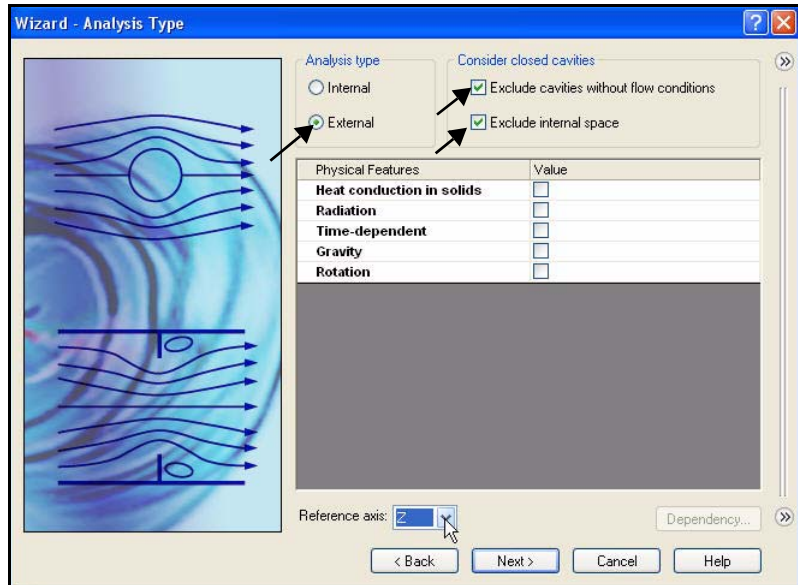 Wizard - Analysis Type
Analysis type
Internal
External
Consider closed cavities
Exclude cavities without flow conditions
Exclude internal space
Physical Features Value
Heat conduction in solids
Radiation
Time-dependent
Gravity
Rotation
Reference axis: Z
Dependency...
< Back Next > Cancel Help